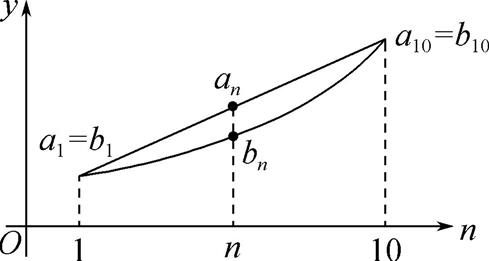 y
a₁₀=b₁₀
aₙ
a₁=b₁
bₙ
O 1 n 10 n